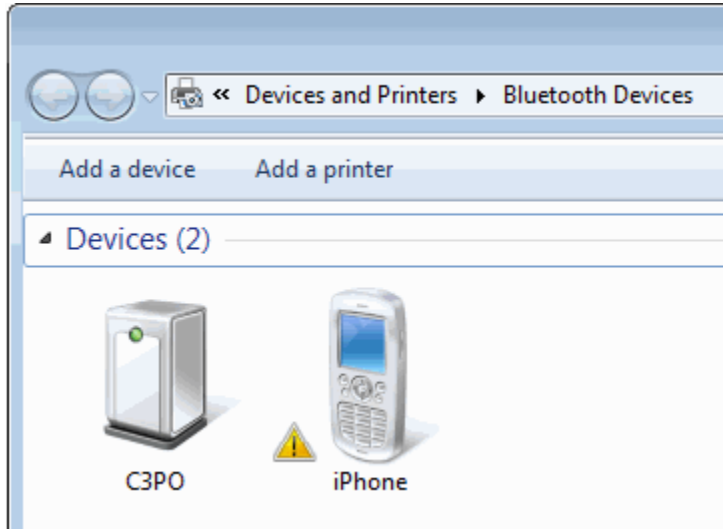 « Devices and Printers ▸ Bluetooth Devices
Add a device Add a printer
Devices (2)
C3PO iPhone